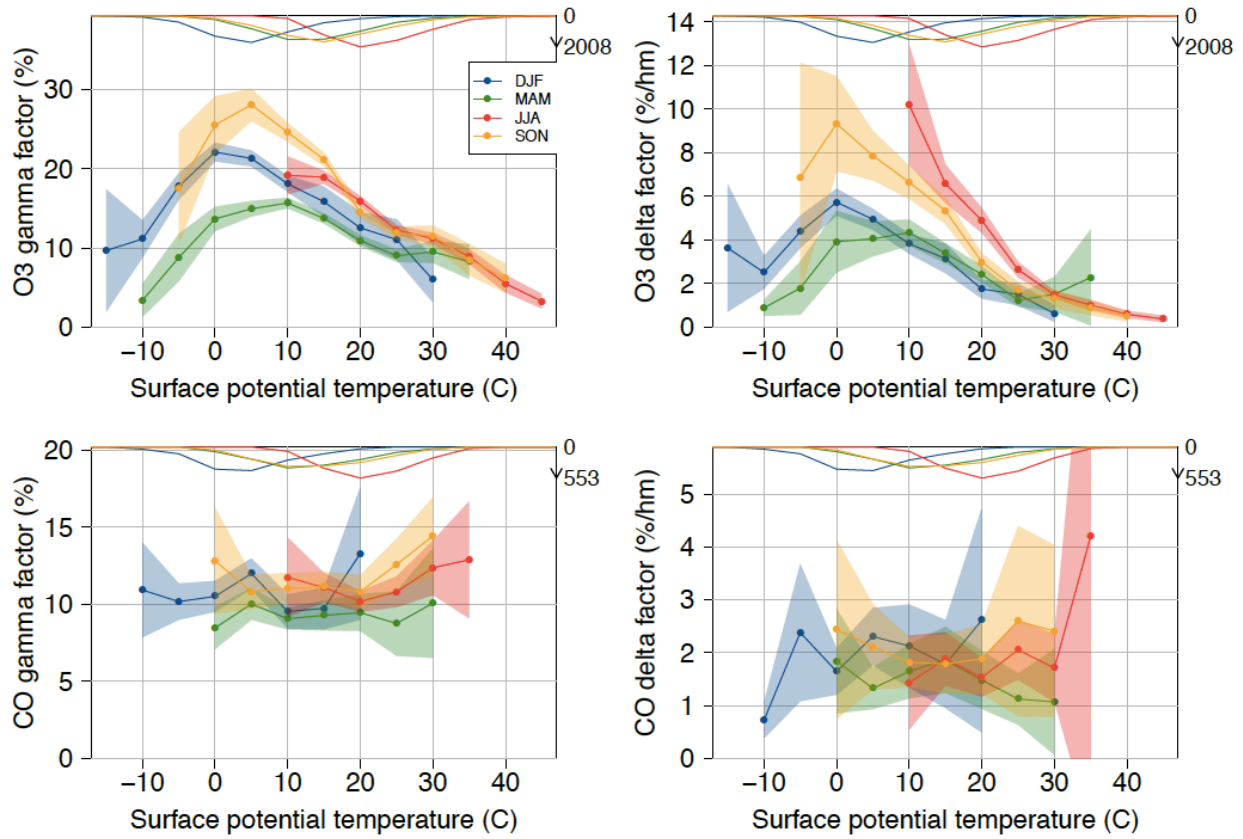 0
2008
O3 gamma factor (%)
30
20
10
0
DJF
MAM
JJA
SON
−10 0 10 20 30 40
Surface potential temperature (C)
0
2008
O3 delta factor (%/hm)
14
12
10
8
6
4
2
0
−10 0 10 20 30 40
Surface potential temperature (C)
0
553
CO gamma factor (%)
20
15
10
5
0
−10 0 10 20 30 40
Surface potential temperature (C)
0
553
CO delta factor (%/hm)
5
4
3
2
1
0
−10 0 10 20 30 40
Surface potential temperature (C)